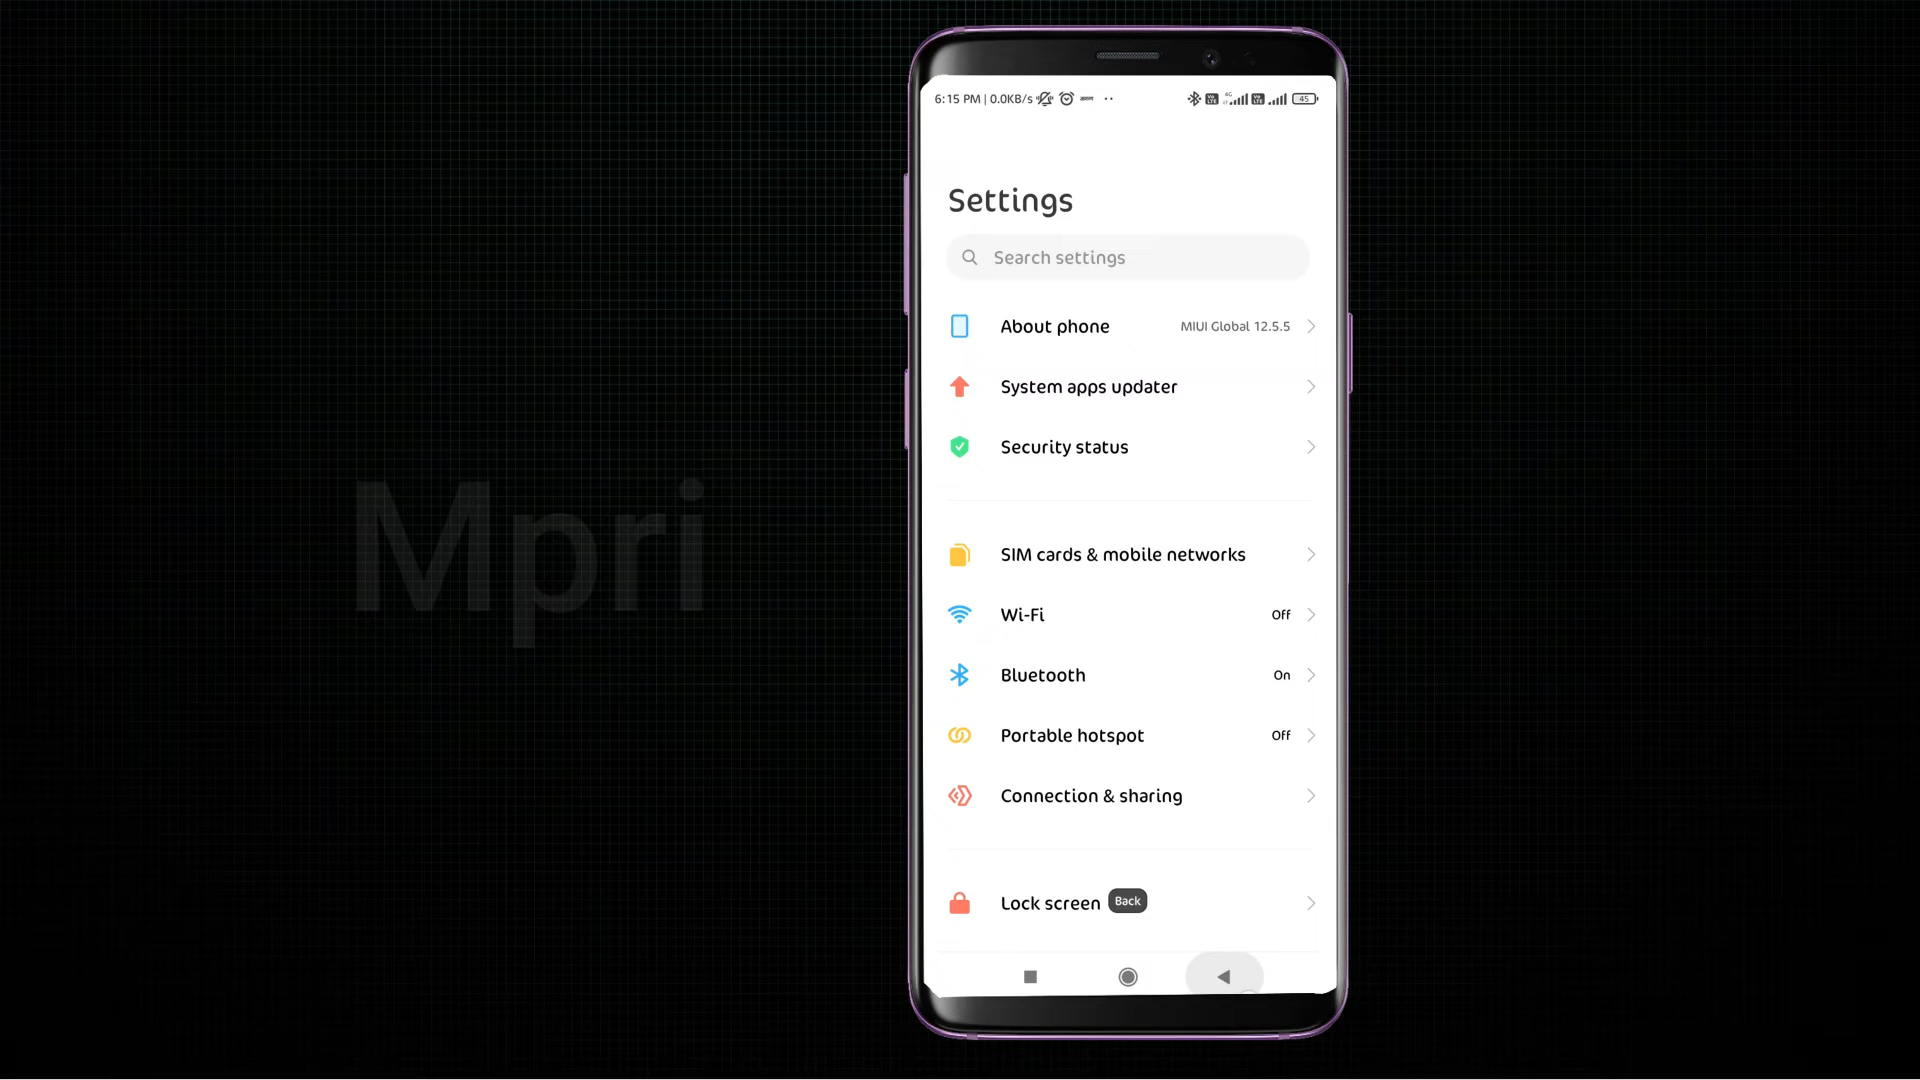 6:15 PM | 0.0KB/s
45
Settings
Search settings
About phone
MIUI Global 12.5.5
System apps updater
Security status
SIM cards & mobile networks
Wi-Fi
Off
Bluetooth
On
Portable hotspot
Off
Connection & sharing
Lock screen
Back
Mpri